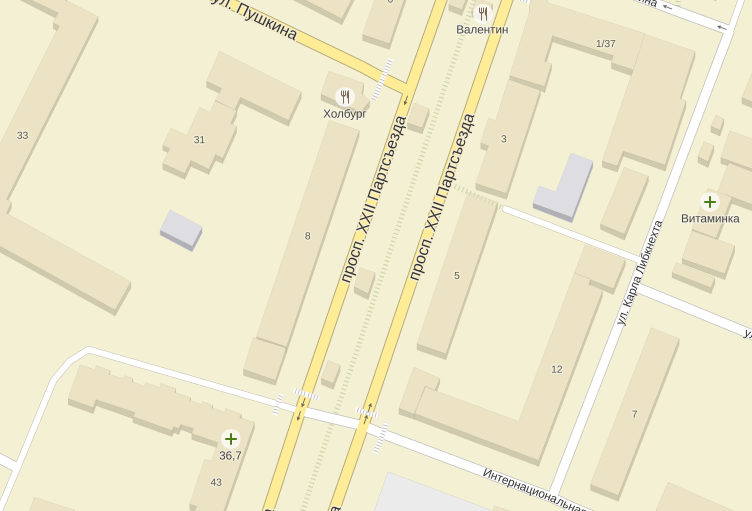 ул. Пушкина
Валентин
1/37
Холбург
33
31
3
просп. XXII Партсъезда
просп. XXII Партсъезда
Витаминка
8
5
ул. Карла Либкнехта
12
7
36,7
43
Интернациональная